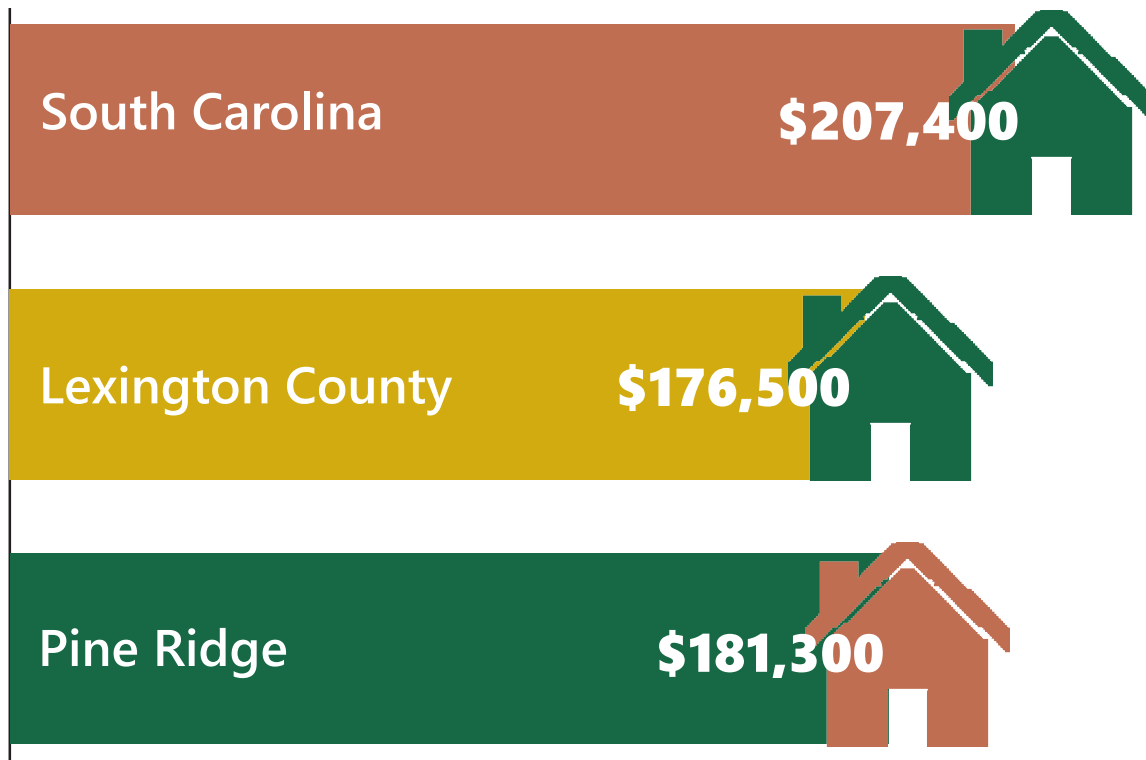 South Carolina $207,400
Lexington County $176,500
Pine Ridge $181,300